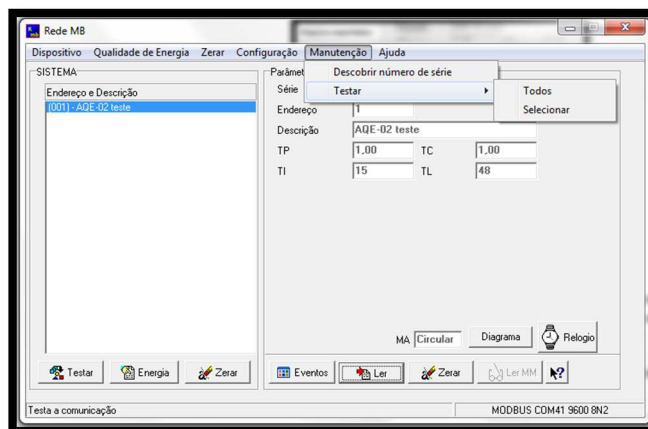 Rede MB
Dispositivo Qualidade de Energia Zerar Configuração Manutenção Ajuda
SISTEMA
Endereço e Descrição
(001) - AQE-02 teste
Parâmet
Descobrir número de série
Testar
Todos
Selecionar
Série
Endereço 1
Descrição AQE-02 teste
TP 1,00 TC 1,00
TI 15 TL 48
MA Circular Diagrama Relogio
Testar Energia Zerar Eventos Ler Zerar Ler MM
Testa a comunicação MODBUS COM41 9600 8N2